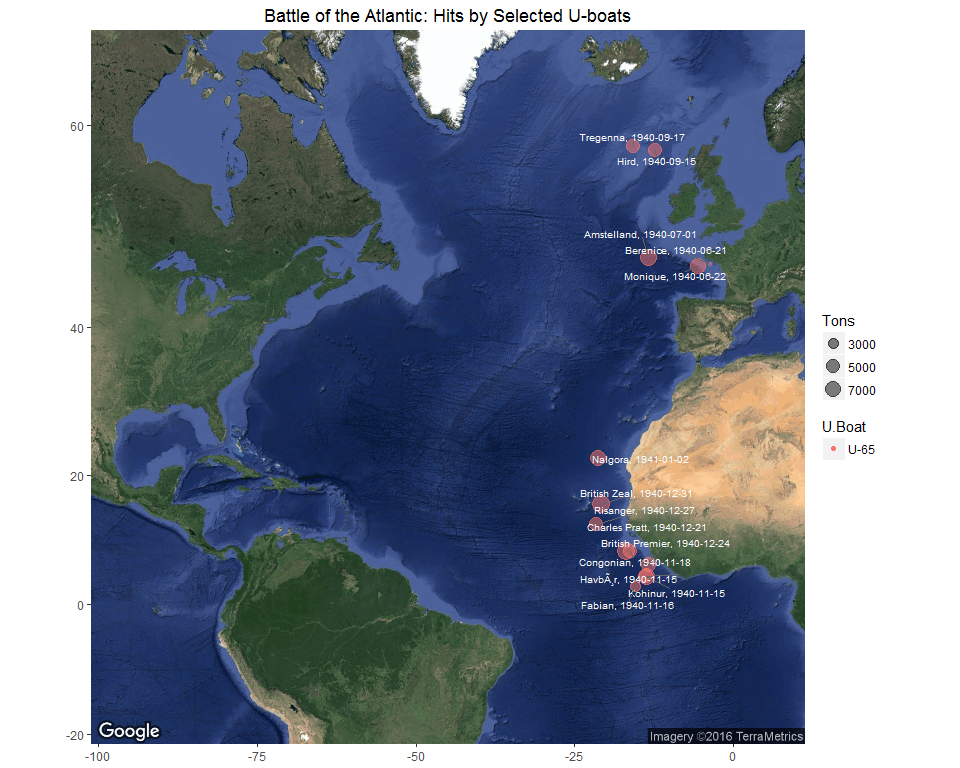 Battle of the Atlantic: Hits by Selected U-boats
60
40
20
0
-20
-100
-75
-50
-25
0
Tregenna, 1940-09-17
Hird, 1940-09-15
Amstelland, 1940-07-01
Berenice, 1940-06-21
Monique, 1940-06-22
Nalgora, 1941-01-02
British Zeal, 1940-12-31
Risanger, 1940-12-27
Charles Pratt, 1940-12-21
British Premier, 1940-12-24
Congonian, 1940-11-18
HavbÃ¸r, 1940-11-15
Kohinur, 1940-11-15
Fabian, 1940-11-16
Google
Imagery ©2016 TerraMetrics
Tons
3000
5000
7000
U.Boat
U-65